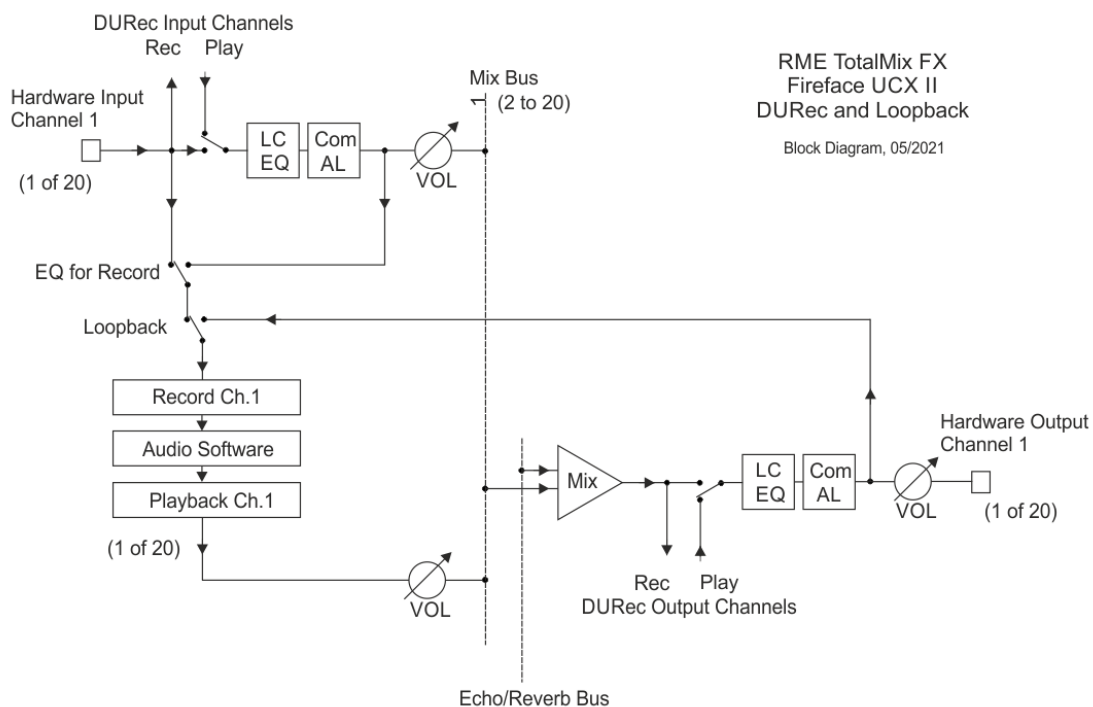 DURec Input Channels
Rec Play
RME TotalMix FX
Fireface UCX II
DURec and Loopback
Block Diagram, 05/2021
Hardware Input
Channel 1
(1 of 20)
Mix Bus
1 (2 to 20)
LC
EQ
Com
AL
VOL
EQ for Record
Loopback
Record Ch.1
Audio Software
Playback Ch.1
(1 of 20)
VOL
Mix
LC
EQ
Com
AL
VOL
Hardware Output
Channel 1
(1 of 20)
Rec Play
DURec Output Channels
Echo/Reverb Bus